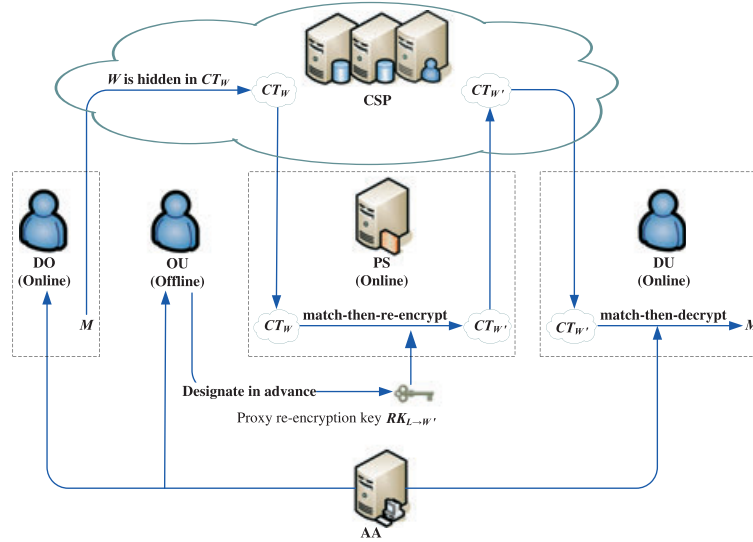 W is hidden in CT_W
CT_W
CSP
CT_W'
DO
(Online)
OU
(Offline)
PS
(Online)
DU
(Online)
M
CT_W
match-then-re-encrypt
CT_W'
CT_W'
match-then-decrypt
M
Designate in advance
Proxy re-encryption key RK_L→W'
AA